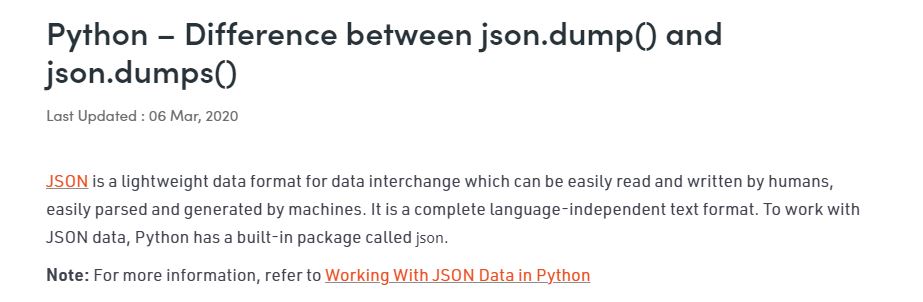 Python – Difference between json.dump() and
json.dumps()
Last Updated : 06 Mar, 2020
JSON is a lightweight data format for data interchange which can be easily read and written by humans,
easily parsed and generated by machines. It is a complete language-independent text format. To work with
JSON data, Python has a built-in package called json.
Note: For more information, refer to Working With JSON Data in Python